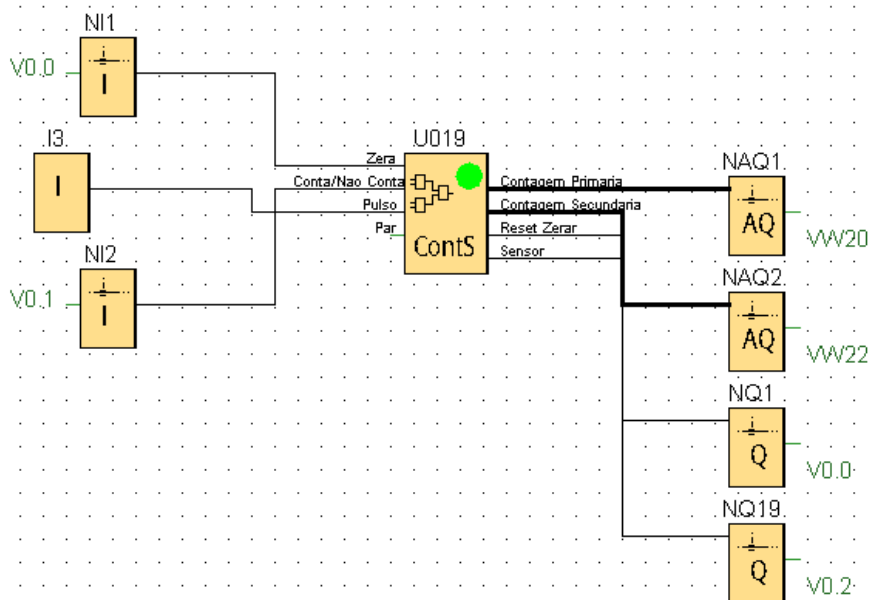 NI1
V0.0
I
I3
I
NI2
V0.1
I
U019
Zera
Conta/Nao Conta
Pulso
Par
ContS
Contagem Primaria
Contagem Secundaria
Reset Zerar
Sensor
NAQ1
AQ
VW20
NAQ2
AQ
VW22
NQ1
Q
V0.0
NQ19
Q
V0.2